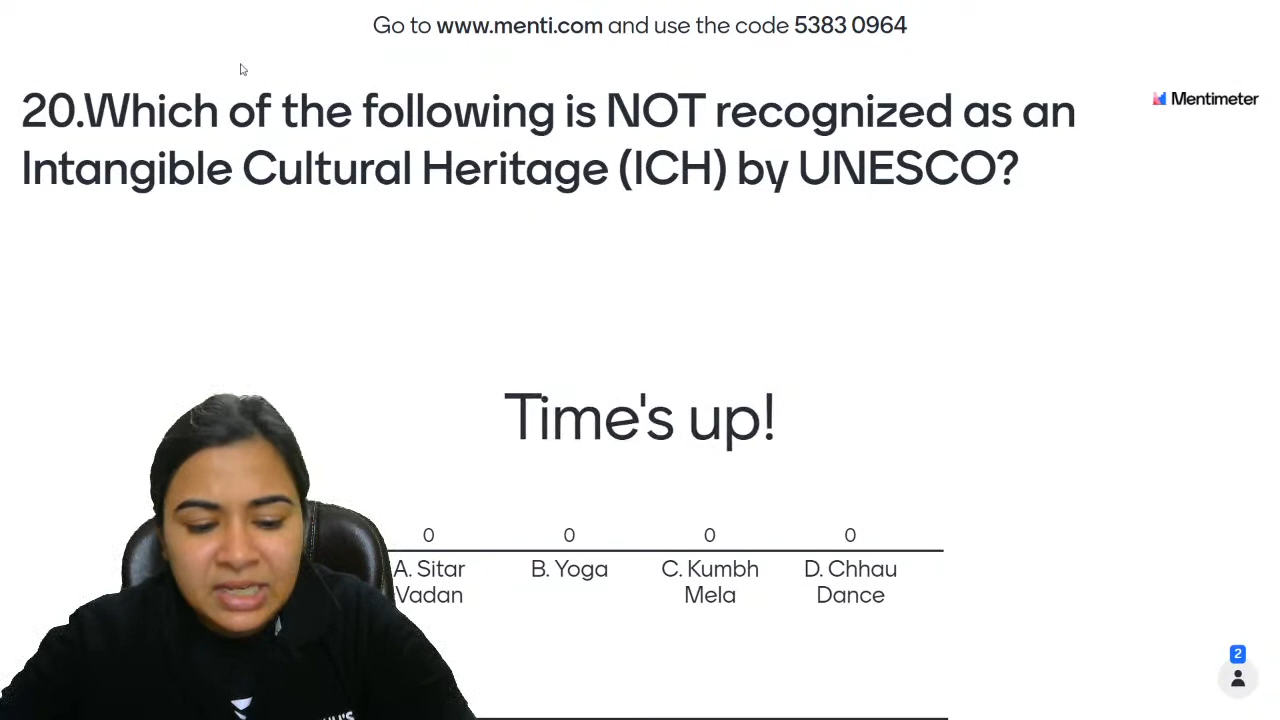 Go to www.menti.com and use the code 5383 0964
20.Which of the following is NOT recognized as an
Intangible Cultural Heritage (ICH) by UNESCO?
Mentimeter
Time's up!
0 0 0 0
A. Sitar B. Yoga C. Kumbh D. Chhau
Vadan Mela Dance
2